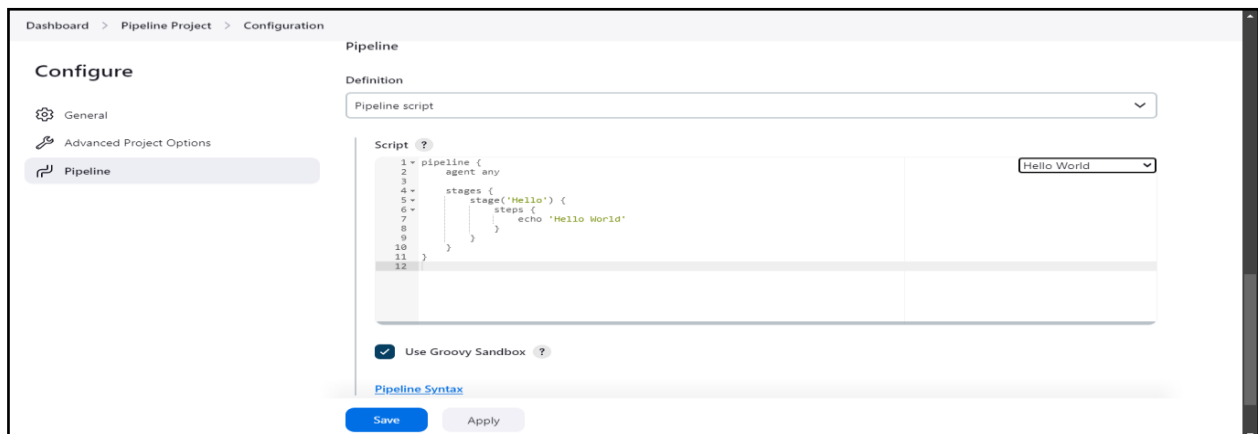 Dashboard > Pipeline Project > Configuration
Configure
General
Advanced Project Options
Pipeline
Pipeline
Definition
Pipeline script
Script ?
Hello World
1 pipeline {
2 agent any
3
4 stages {
5 stage('Hello') {
6 steps {
7 echo 'Hello World'
8 }
9 }
10 }
11 }
12
Use Groovy Sandbox ?
Pipeline Syntax
Save Apply